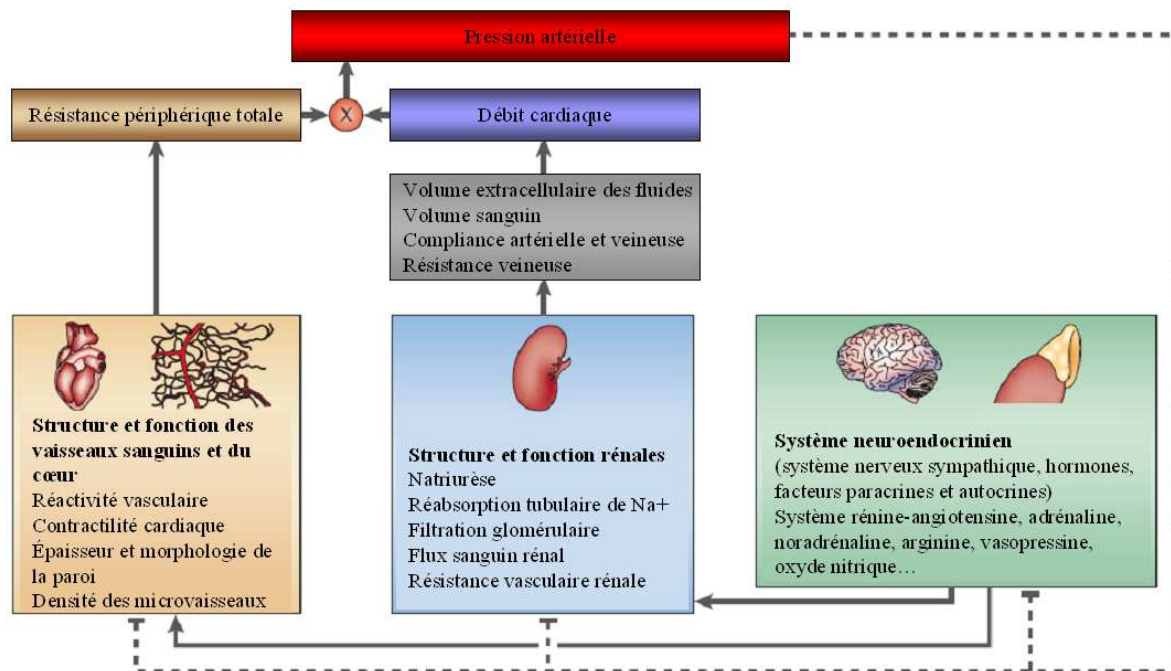 Pression artérielle
Résistance périphérique totale
X
Débit cardiaque
Volume extracellulaire des fluides
Volume sanguin
Compliance artérielle et veineuse
Résistance veineuse
Structure et fonction des
vaisseaux sanguins et du
cœur
Réactivité vasculaire
Contractilité cardiaque
Épaisseur et morphologie de
la paroi
Densité des microvaisseaux
Structure et fonction rénales
Natriurèse
Réabsorption tubulaire de Na+
Filtration glomérulaire
Flux sanguin rénal
Résistance vasculaire rénale
Système neuroendocrinien
(système nerveux sympathique, hormones,
facteurs paracrines et autocrines)
Système rénine-angiotensine, adrénaline,
noradrénaline, arginine, vasopressine,
oxyde nitrique…